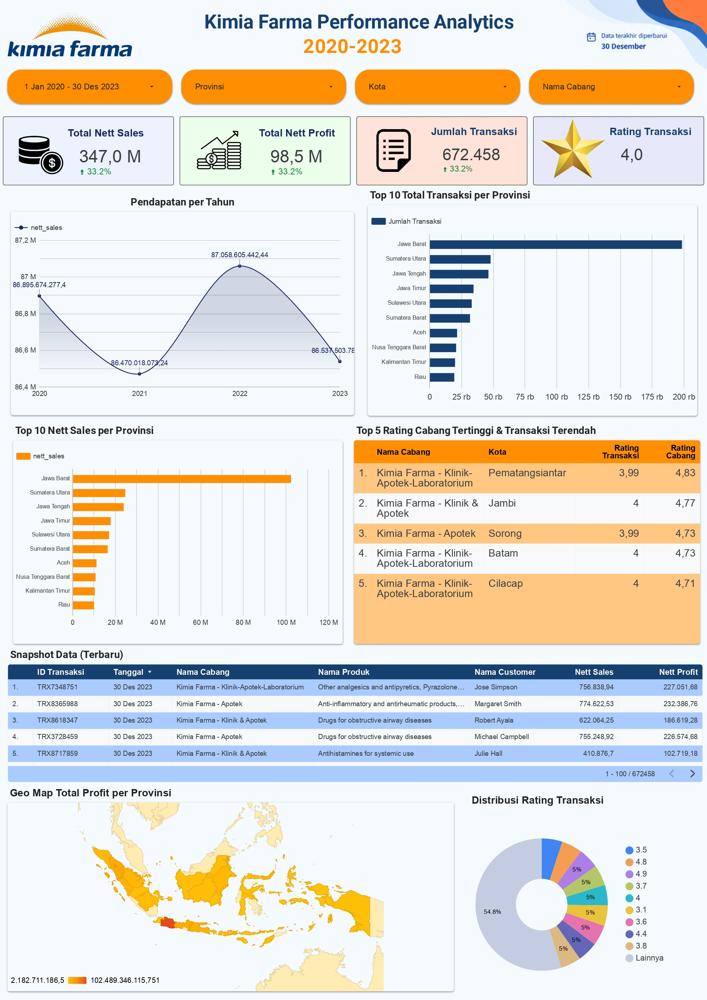 kimia farma
Kimia Farma Performance Analytics
2020-2023
Data terakhir diperbarui
30 Desember
1 Jan 2020 - 30 Des 2023
Provinsi
Kota
Nama Cabang
Total Nett Sales
347,0 M
33.2%
Total Nett Profit
98,5 M
33.2%
Jumlah Transaksi
672.458
33.2%
Rating Transaksi
4,0
Pendapatan per Tahun
nett_sales
87,2 M
87 M
86,8 M
86,6 M
86,4 M
86.895.674.277,4
86.470.018.073,24
87.058.605.442,44
86.537.503.78
2020
2021
2022
2023
Top 10 Total Transaksi per Provinsi
Jumlah Transaksi
Jawa Barat
Sumatera Utara
Jawa Tengah
Jawa Timur
Sulawesi Utara
Sumatera Barat
Aceh
Nusa Tenggara Barat
Kalimantan Timur
Riau
0
25 rb
50 rb
75 rb
100 rb
125 rb
150 rb
175 rb
200 rb
Top 10 Nett Sales per Provinsi
nett_sales
Jawa Barat
Sumatera Utara
Jawa Tengah
Jawa Timur
Sulawesi Utara
Sumatera Barat
Aceh
Nusa Tenggara Barat
Kalimantan Timur
Riau
0
20 M
40 M
60 M
80 M
100 M
120 M
Top 5 Rating Cabang Tertinggi & Transaksi Terendah
Nama Cabang Kota Rating Transaksi Rating Cabang
1. Kimia Farma - Klinik-Apotek-Laboratorium Pematangsiantar 3,99 4,83
2. Kimia Farma - Klinik & Apotek Jambi 4 4,77
3. Kimia Farma - Apotek Sorong 3,99 4,73
4. Kimia Farma - Klinik-Apotek-Laboratorium Batam 4 4,73
5. Kimia Farma - Klinik-Apotek-Laboratorium Cilacap 4 4,71
Snapshot Data (Terbaru)
ID Transaksi Tanggal Nama Cabang Nama Produk Nama Customer Nett Sales Nett Profit
1. TRX7348751 30 Des 2023 Kimia Farma - Klinik-Apotek-Laboratorium Other analgesics and antipyretics, Pyrazolone... Jose Simpson 756.838,94 227.051,68
2. TRX8365988 30 Des 2023 Kimia Farma - Apotek Anti-inflammatory and antirheumatic products,... Margaret Smith 774.622,53 232.386,76
3. TRX8618347 30 Des 2023 Kimia Farma - Klinik & Apotek Drugs for obstructive airway diseases Robert Ayala 622.064,25 186.619,28
4. TRX3728459 30 Des 2023 Kimia Farma - Apotek Drugs for obstructive airway diseases Michael Campbell 755.248,92 226.574,68
5. TRX8717859 30 Des 2023 Kimia Farma - Klinik & Apotek Antihistamines for systemic use Julie Hall 410.876,7 102.719,18
1 - 100 / 672458
Geo Map Total Profit per Provinsi
2.182.711.186,5
102.489.346.115,751
Distribusi Rating Transaksi
5%
5%
5%
5%
5%
5%
5%
54.8%
3.5
4.8
4.9
3.7
4
3.1
3.6
4.4
3.8
Lainnya